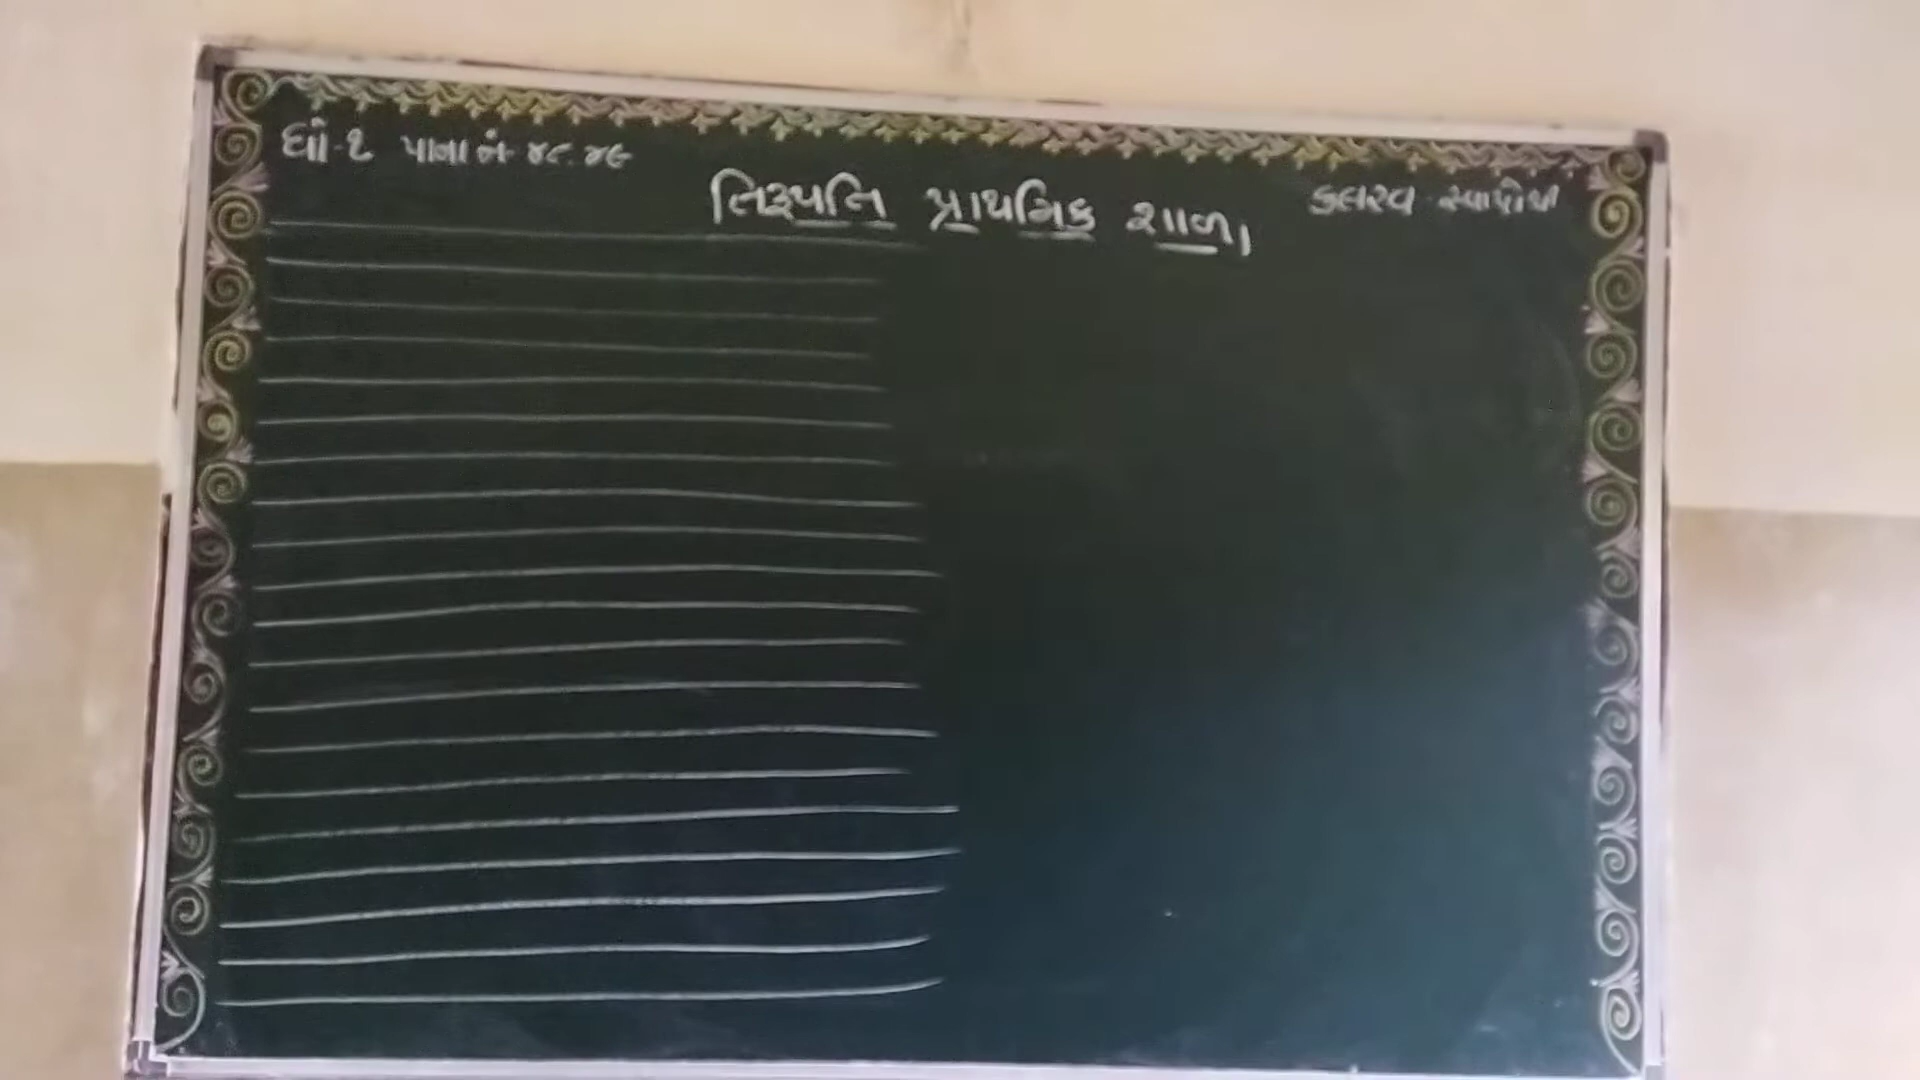 ધો-૨ પાના નં ૪૮.૪૯
તિરૂપતિ પ્રાથમિક શાળા
કલરવ સ્વાપોથી